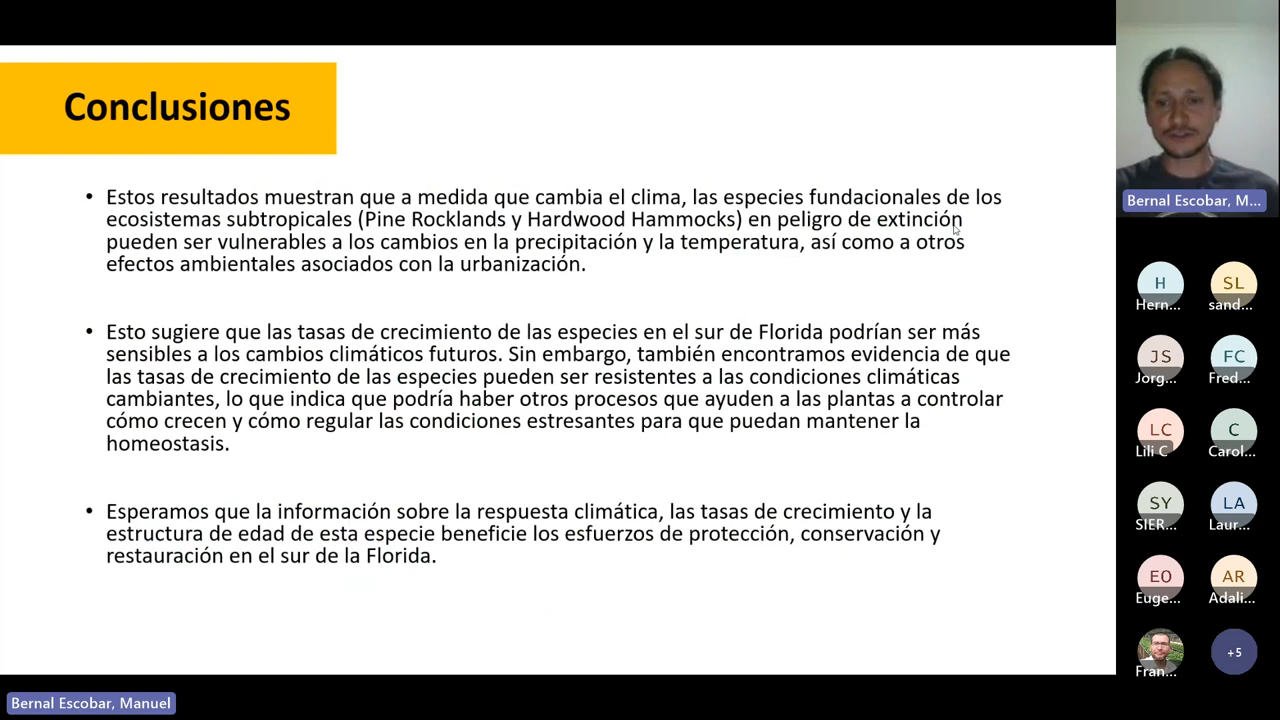 Conclusiones
• Estos resultados muestran que a medida que cambia el clima, las especies fundacionales de los
ecosistemas subtropicales (Pine Rocklands y Hardwood Hammocks) en peligro de extinción
pueden ser vulnerables a los cambios en la precipitación y la temperatura, así como a otros
efectos ambientales asociados con la urbanización.
• Esto sugiere que las tasas de crecimiento de las especies en el sur de Florida podrían ser más
sensibles a los cambios climáticos futuros. Sin embargo, también encontramos evidencia de que
las tasas de crecimiento de las especies pueden ser resistentes a las condiciones climáticas
cambiantes, lo que indica que podría haber otros procesos que ayuden a las plantas a controlar
cómo crecen y cómo regular las condiciones estresantes para que puedan mantener la
homeostasis.
• Esperamos que la información sobre la respuesta climática, las tasas de crecimiento y la
estructura de edad de esta especie beneficie los esfuerzos de protección, conservación y
restauración en el sur de la Florida.
Bernal Escobar, Manuel
Bernal Escobar, M...
H
Hern...
SL
sand...
JS
Jorg...
FC
Fred...
LC
Lili C
C
Carol...
SY
SIER...
LA
Laur...
EO
Euge...
AR
Adali...
Fran...
+5